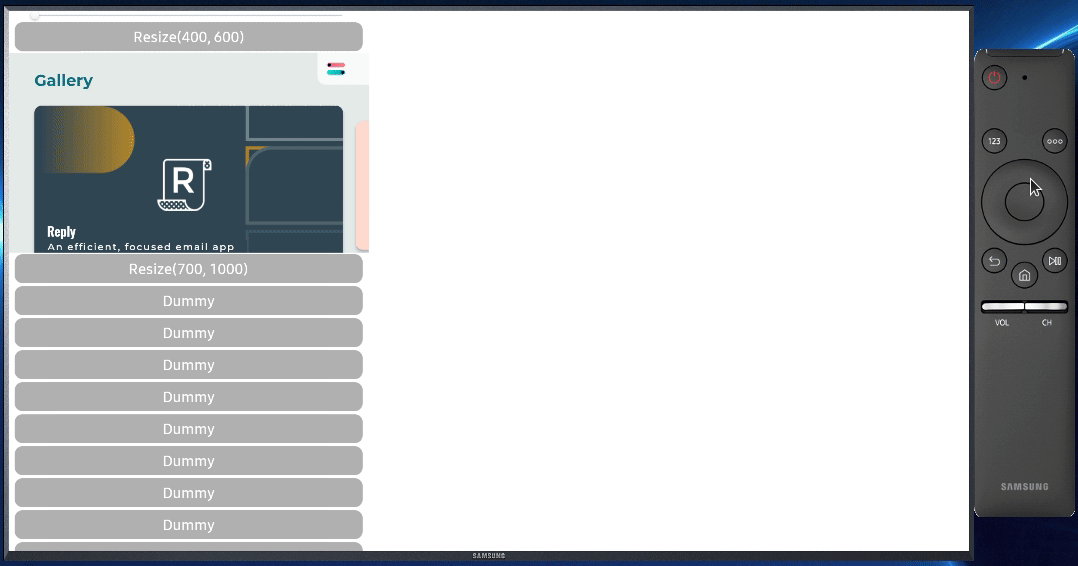 Resize(400, 600)
Gallery
R
Reply
An efficient, focused email app
Resize(700, 1000)
Dummy
Dummy
Dummy
Dummy
Dummy
Dummy
Dummy
Dummy
SAMSUNG
123
VOL
CH
SAMSUNG